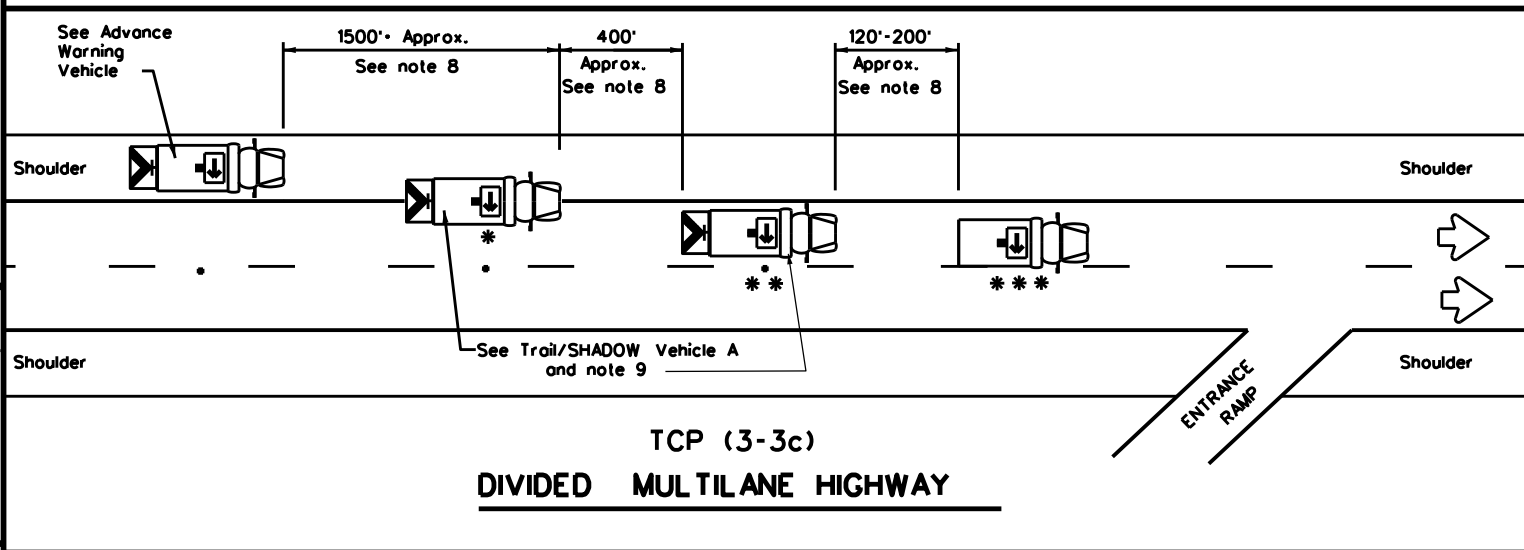 See Advance
Warning
Vehicle
1500'· Approx.
See note 8
400'
Approx.
See note 8
120'-200'
Approx.
See note 8
Shoulder
Shoulder
*
* *
* * *
See Trail/SHADOW Vehicle A
and note 9
Shoulder
Shoulder
ENTRANCE
RAMP
TCP (3-3c)
DIVIDED MULTILANE HIGHWAY